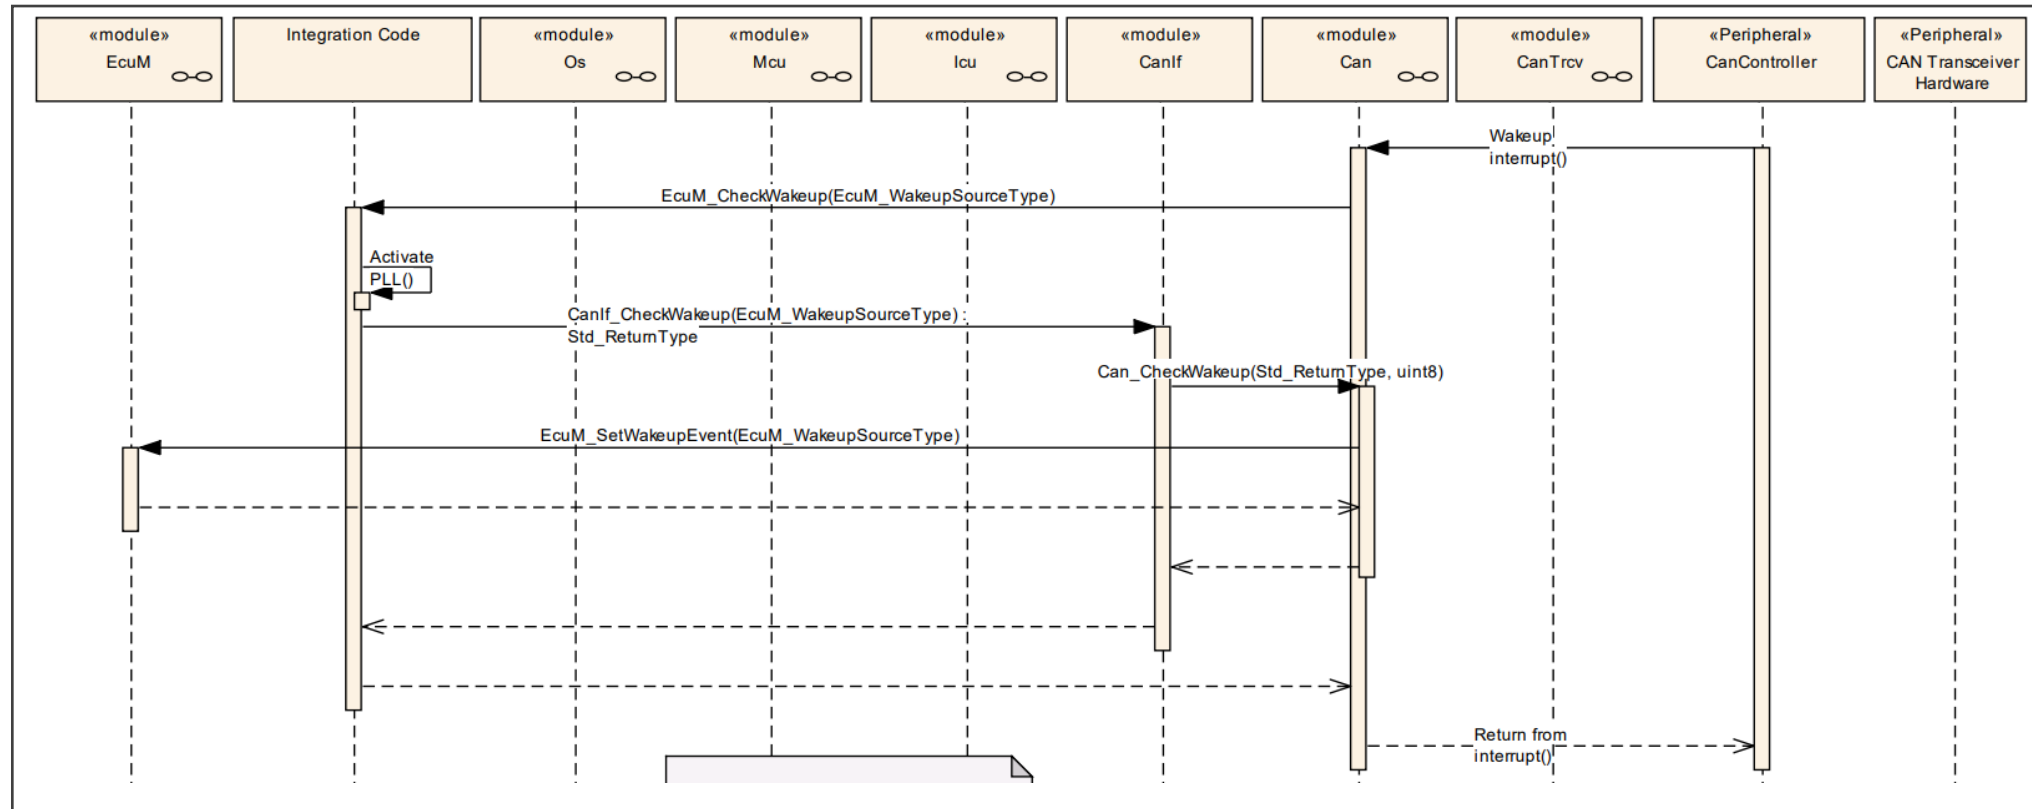 «module»
EcuM
Integration Code
«module»
Os
«module»
Mcu
«module»
Icu
«module»
CanIf
«module»
Can
«module»
CanTrcv
«Peripheral»
CanController
«Peripheral»
CAN Transceiver
Hardware
Wakeup
interrupt()
EcuM_CheckWakeup(EcuM_WakeupSourceType)
Activate
PLL()
CanIf_CheckWakeup(EcuM_WakeupSourceType) :
Std_ReturnType
Can_CheckWakeup(Std_ReturnType, uint8)
EcuM_SetWakeupEvent(EcuM_WakeupSourceType)
Return from
interrupt()